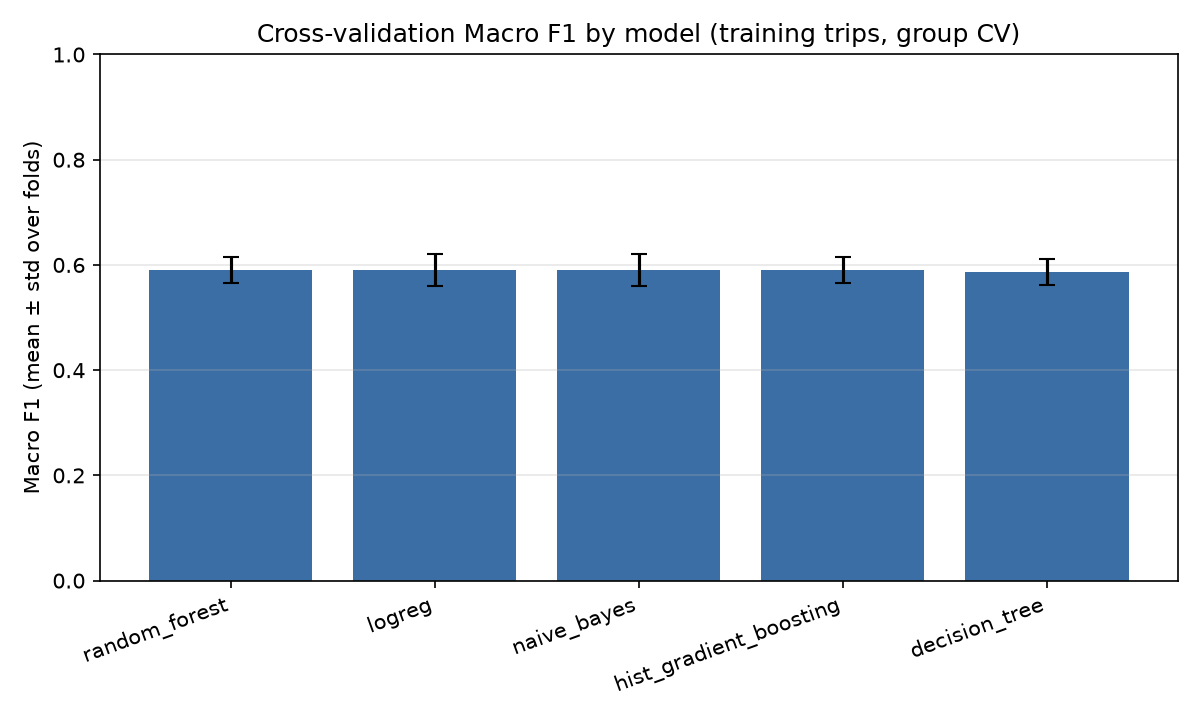 Cross-validation Macro F1 by model (training trips, group CV)
Macro F1 (mean ± std over folds)
1.0
0.8
0.6
0.4
0.2
0.0
random_forest
logreg
naive_bayes
hist_gradient_boosting
decision_tree